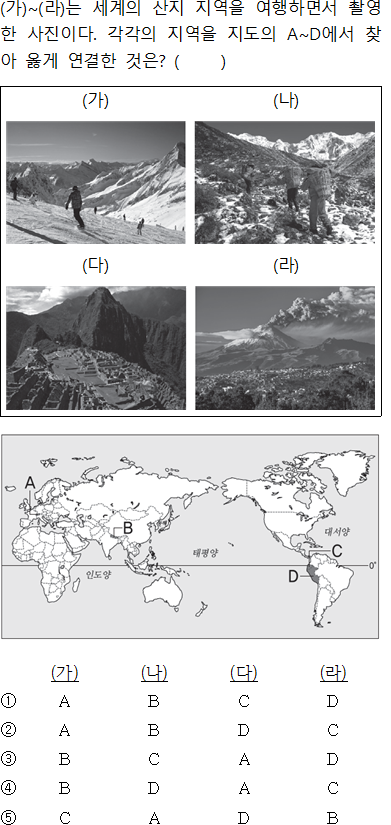 (가)~(라)는 세계의 산지 지역을 여행하면서 촬영
한 사진이다. 각각의 지역을 지도의 A~D에서 찾
아 옳게 연결한 것은? (      )
(가) (나)
(다) (라)
A
B
대서양
태평양
C
0°
인도양
D
(가) (나) (다) (라)
① A B C D
② A B D C
③ B C A D
④ B D A C
⑤ C A D B